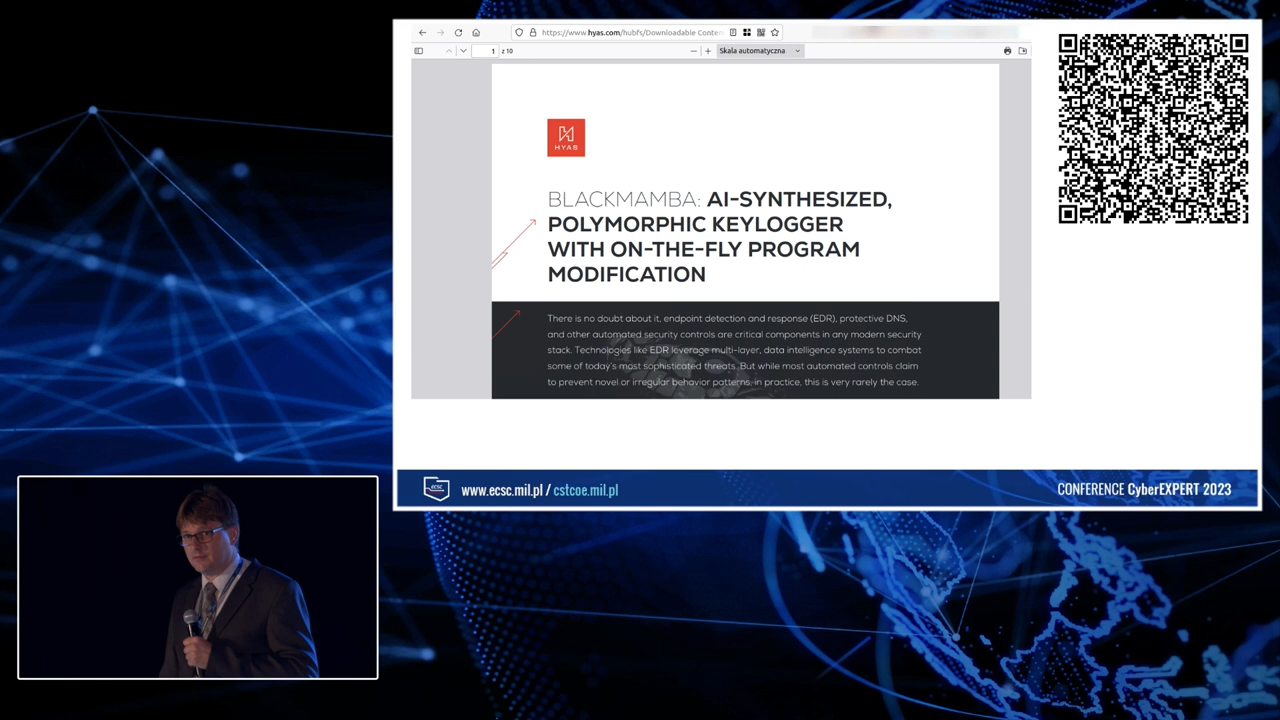 https://www.hyas.com/hubfs/Downloadable Conten
1 z 10
Skala automatyczna
HYAS
BLACKMAMBA: AI-SYNTHESIZED,
POLYMORPHIC KEYLOGGER
WITH ON-THE-FLY PROGRAM
MODIFICATION
There is no doubt about it, endpoint detection and response (EDR), protective DNS,
and other automated security controls are critical components in any modern security
stack. Technologies like EDR leverage multi-layer, data intelligence systems to combat
some of today's most sophisticated threats. But while most automated controls claim
to prevent novel or irregular behavior patterns, in practice, this is very rarely the case.
ecsc
www.ecsc.mil.pl / cstcoe.mil.pl
CONFERENCE CyberEXPERT 2023